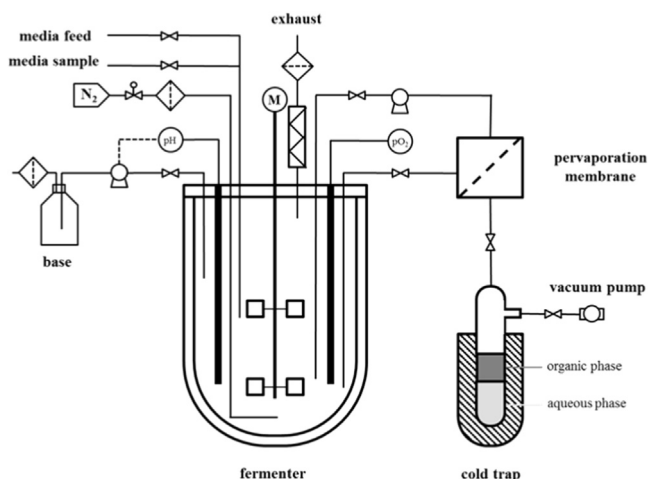 exhaust
media feed
media sample
N₂
M
pH
pO₂
pervaporation
membrane
base
vacuum pump
organic phase
aqueous phase
fermenter
cold trap